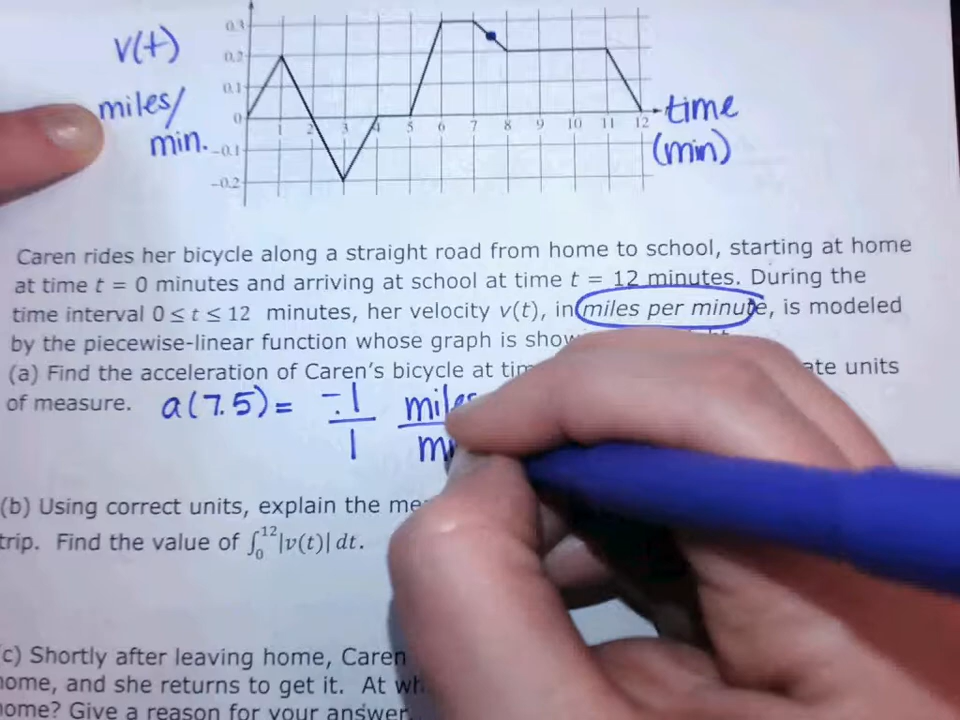 v(t)
miles/
min.
0.3
0.2
0.1
0
-0.1
-0.2
1 2 3 4 5 6 7 8 9 10 11 12
time
(min)
Caren rides her bicycle along a straight road from home to school, starting at home
at time t = 0 minutes and arriving at school at time t = 12 minutes. During the
time interval 0 ≤ t ≤ 12 minutes, her velocity v(t), in miles per minute, is modeled
by the piecewise-linear function whose graph is
(a) Find the acceleration of Caren's bicycle at units
of measure. a(7.5) = -.1
1
(b) Using correct units, explain the
trip. Find the value of ∫₀¹²|v(t)| dt.
(c) Shortly after leaving home, Caren
home, and she returns to get it. At
home? Give a reason for your answer.